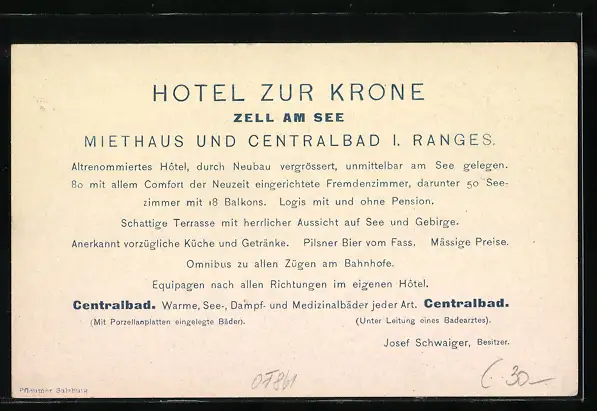 HOTEL ZUR KRONE
ZELL AM SEE
MIETHAUS UND CENTRALBAD I. RANGES.
Altrenommiertes Hôtel, durch Neubau vergrössert, unmittelbar am See gelegen.
80 mit allem Comfort der Neuzeit eingerichtete Fremdenzimmer, darunter 50 See-
zimmer mit 18 Balkons. Logis mit und ohne Pension.
Schattige Terrasse mit herrlicher Aussicht auf See und Gebirge.
Anerkannt vorzügliche Küche und Getränke. Pilsner Bier vom Fass. Mässige Preise.
Omnibus zu allen Zügen am Bahnhofe.
Equipagen nach allen Richtungen im eigenen Hôtel.
Centralbad. Warme, See-, Dampf- und Medizinalbäder jeder Art. Centralbad.
(Mit Porzellanplatten eingelegte Bäder). (Unter Leitung eines Badearztes).
Josef Schwaiger, Besitzer.
Salzburg
30-